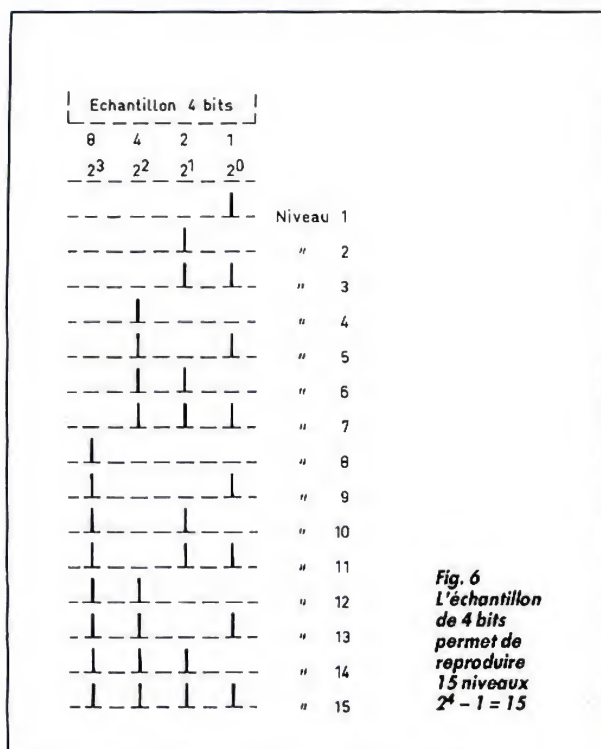 Echantillon 4 bits
8 4 2 1
2³ 2² 2¹ 2⁰
Niveau 1
" 2
" 3
" 4
" 5
" 6
" 7
" 8
" 9
" 10
" 11
" 12
" 13
" 14
" 15
Fig. 6
L'échantillon
de 4 bits
permet de
reproduire
15 niveaux
2⁴ – 1 = 15